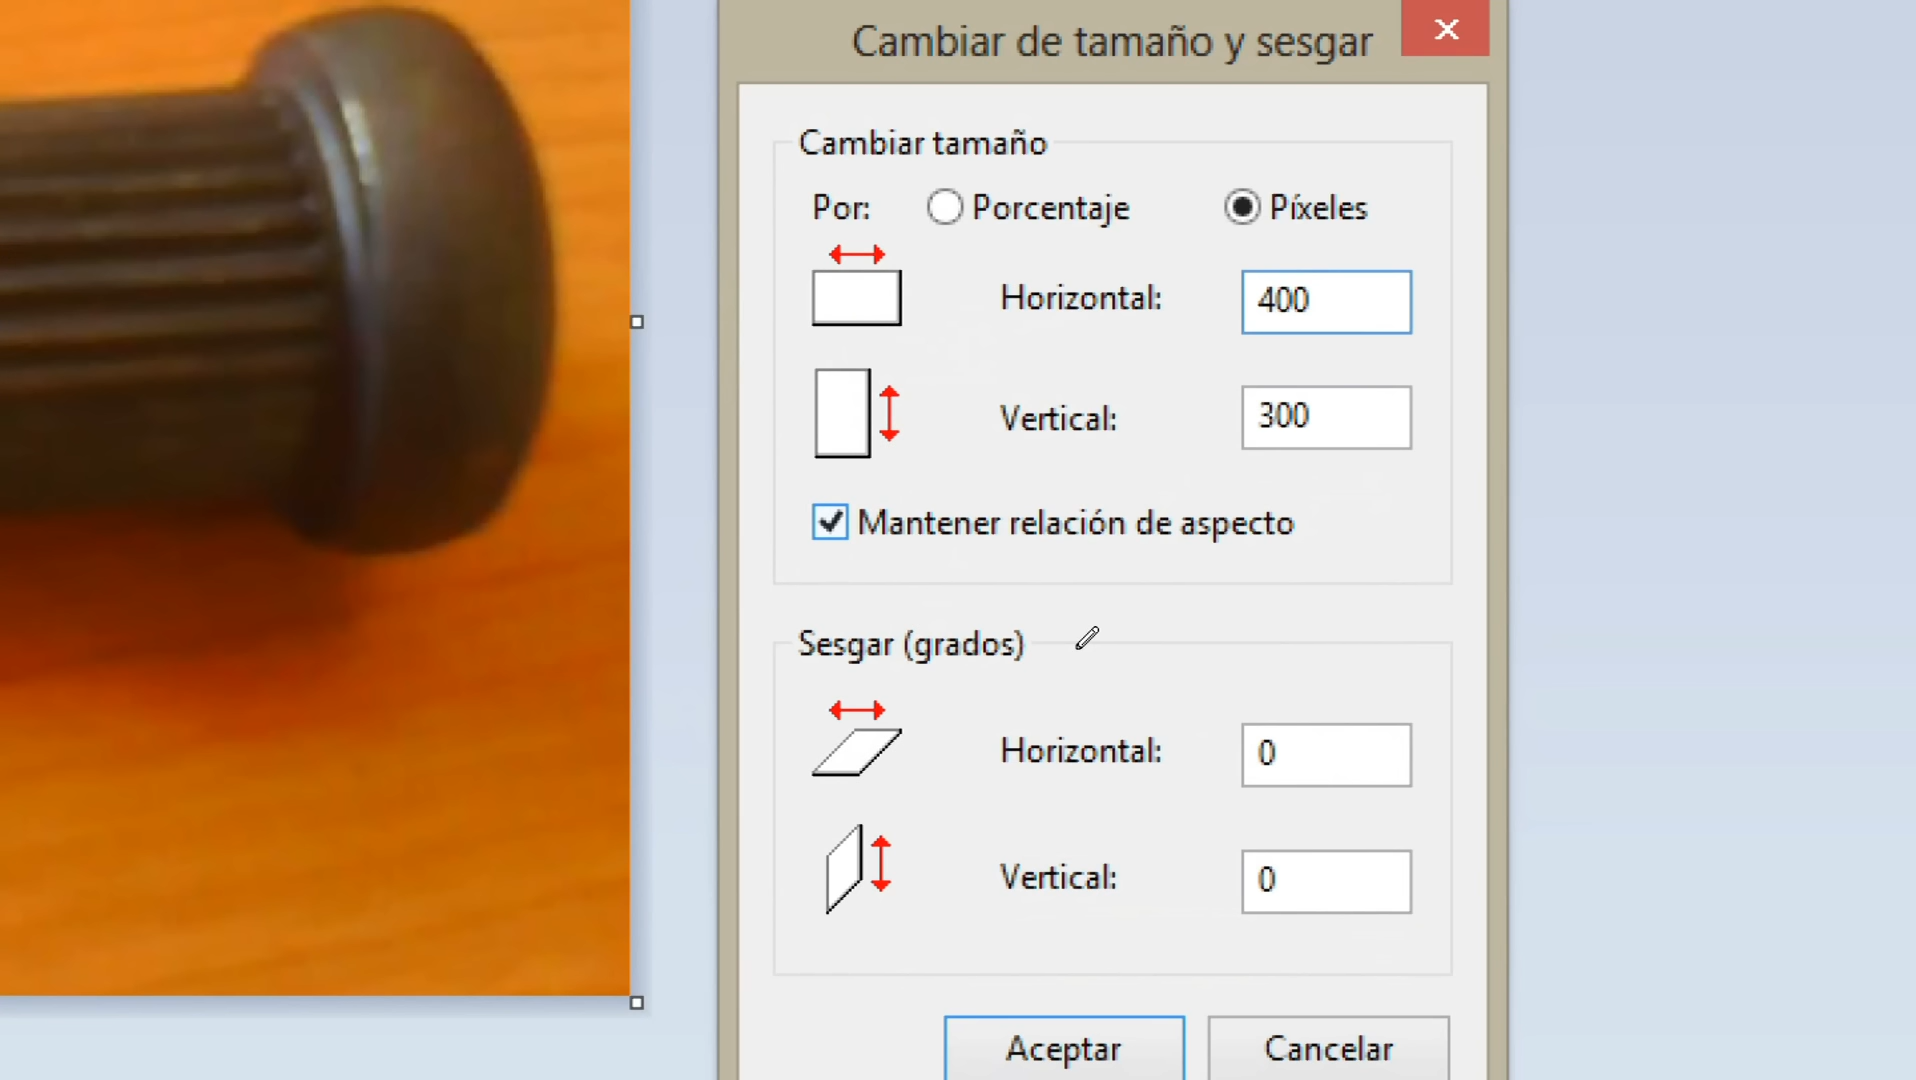 Cambiar de tamaño y sesgar
Cambiar tamaño
Por: Porcentaje Píxeles
Horizontal: 400
Vertical: 300
Mantener relación de aspecto
Sesgar (grados)
Horizontal: 0
Vertical: 0
Aceptar Cancelar